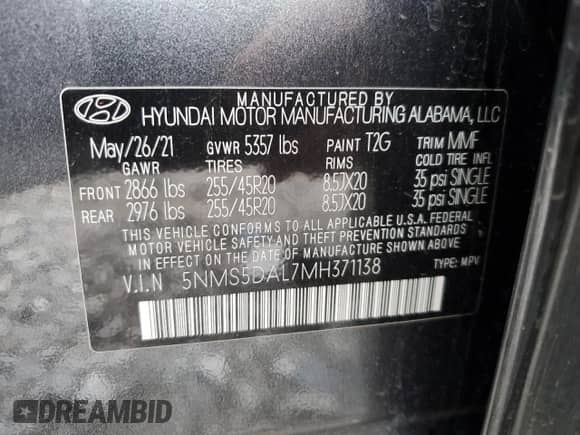 MANUFACTURED BY
HYUNDAI MOTOR MANUFACTURING ALABAMA, LLC
May/26/21 GVWR 5357 lbs PAINT T2G TRIM MMF
GAWR TIRES RIMS COLD TIRE INFL
FRONT 2866 lbs 255/45R20 8.5JX20 35 psi SINGLE
REAR 2976 lbs 255/45R20 8.5JX20 35 psi SINGLE
THIS VEHICLE CONFORMS TO ALL APPLICABLE U.S.A. FEDERAL
MOTOR VEHICLE SAFETY AND THEFT PREVENTION STANDARDS
IN EFFECT ON THE DATE OF MANUFACTURE SHOWN ABOVE.
V.I.N 5NMS5DAL7MH371138 TYPE: MPV
DREAMBID